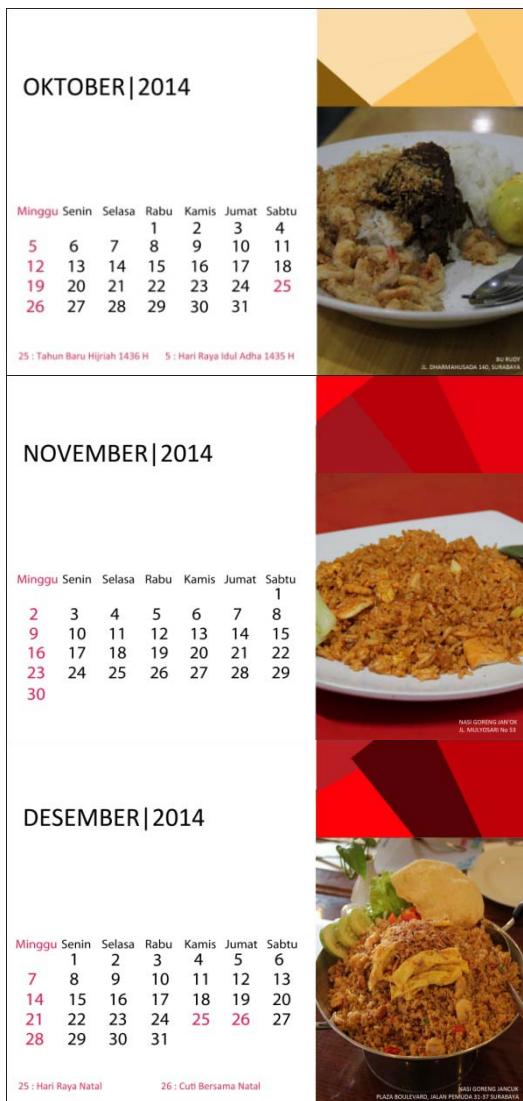 OKTOBER|2014
Minggu Senin Selasa Rabu Kamis Jumat Sabtu
1 2 3 4
5 6 7 8 9 10 11
12 13 14 15 16 17 18
19 20 21 22 23 24 25
26 27 28 29 30 31
25 : Tahun Baru Hijriah 1436 H 5 : Hari Raya Idul Adha 1435 H
BU RUDY
JL. DHARMAHUSADA 140, SURABAYA
NOVEMBER|2014
Minggu Senin Selasa Rabu Kamis Jumat Sabtu
1
2 3 4 5 6 7 8
9 10 11 12 13 14 15
16 17 18 19 20 21 22
23 24 25 26 27 28 29
30
NASI GORENG JAN'OK
JL. MULYOSARI No 53
DESEMBER|2014
Minggu Senin Selasa Rabu Kamis Jumat Sabtu
1 2 3 4 5 6
7 8 9 10 11 12 13
14 15 16 17 18 19 20
21 22 23 24 25 26 27
28 29 30 31
25 : Hari Raya Natal 26 : Cuti Bersama Natal
NASI GORENG JANCUK
PLAZA BOULEVARD, JALAN PEMUDA 31-37 SURABAYA